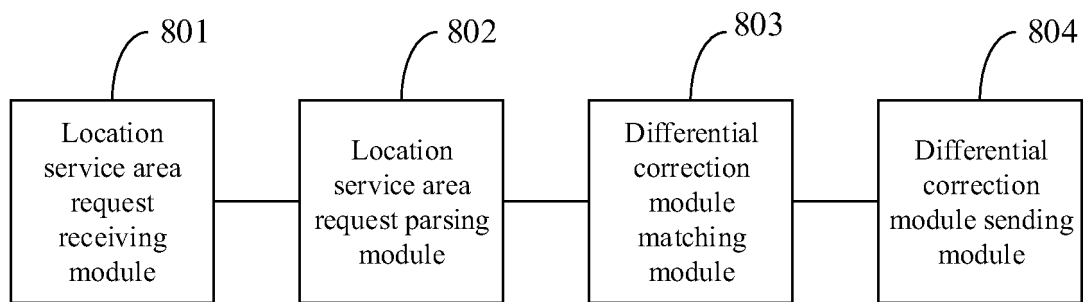 801
802
803
804
Location
service area
request
receiving
module
Location
service area
request parsing
module
Differential
correction
module
matching
module
Differential
correction
module sending
module